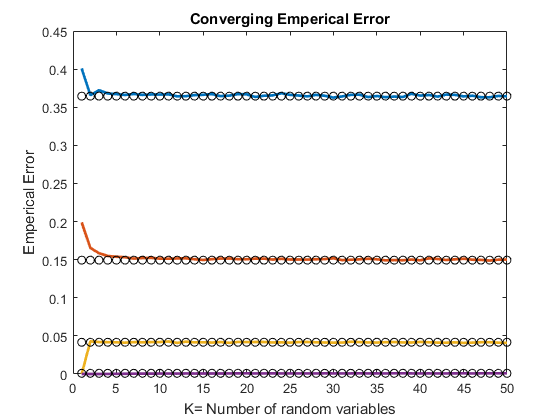 Converging Emperical Error
0.45
0.4
0.35
0.3
0.25
0.2
0.15
0.1
0.05
0
Emperical Error
0 5 10 15 20 25 30 35 40 45 50
K= Number of random variables